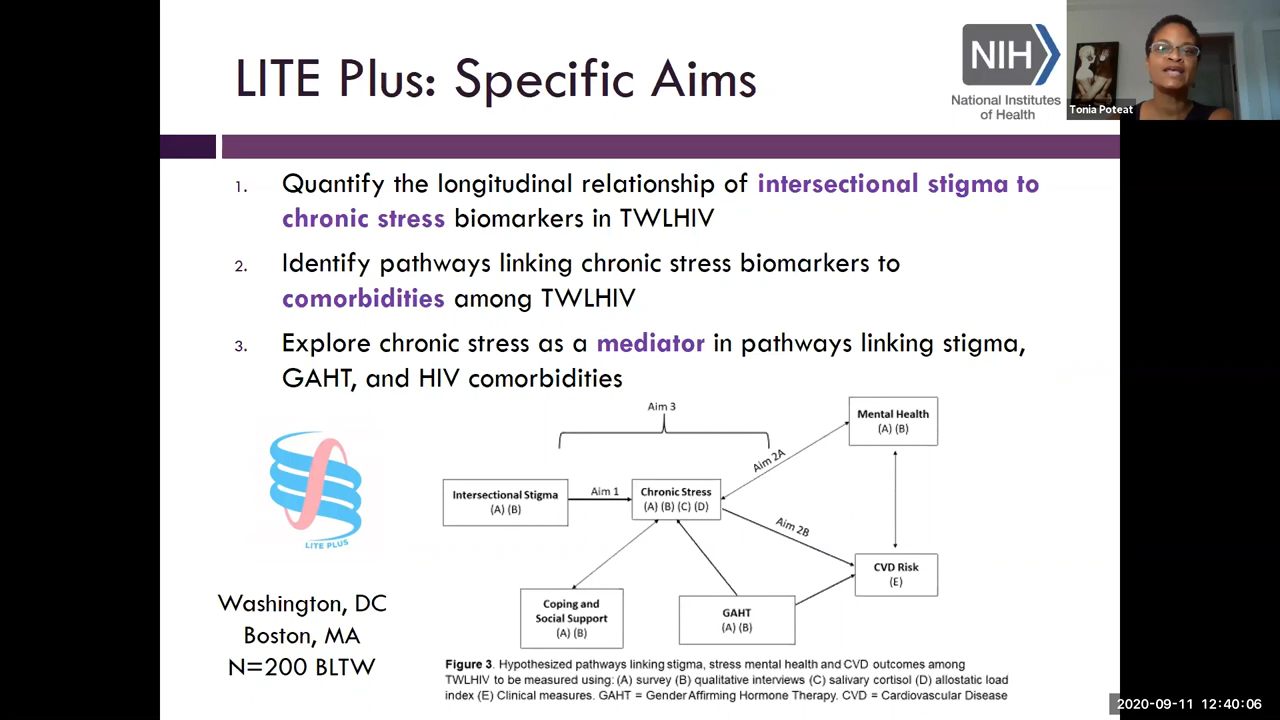 LITE Plus: Specific Aims
NIH
National Institutes
of Health
Tonia Poteat
1. Quantify the longitudinal relationship of intersectional stigma to
chronic stress biomarkers in TWLHIV
2. Identify pathways linking chronic stress biomarkers to
comorbidities among TWLHIV
3. Explore chronic stress as a mediator in pathways linking stigma,
GAHT, and HIV comorbidities
LITE PLUS
Washington, DC
Boston, MA
N=200 BLTW
Aim 3
Mental Health
(A) (B)
Aim 2A
Intersectional Stigma
(A) (B)
Aim 1
Chronic Stress
(A) (B) (C) (D)
Aim 2B
CVD Risk
(E)
Coping and
Social Support
(A) (B)
GAHT
(A) (B)
Figure 3. Hypothesized pathways linking stigma, stress mental health and CVD outcomes among
TWLHIV to be measured using: (A) survey (B) qualitative interviews (C) salivary cortisol (D) allostatic load
index (E) Clinical measures. GAHT = Gender Affirming Hormone Therapy. CVD = Cardiovascular Disease
2020-09-11 12:40:06